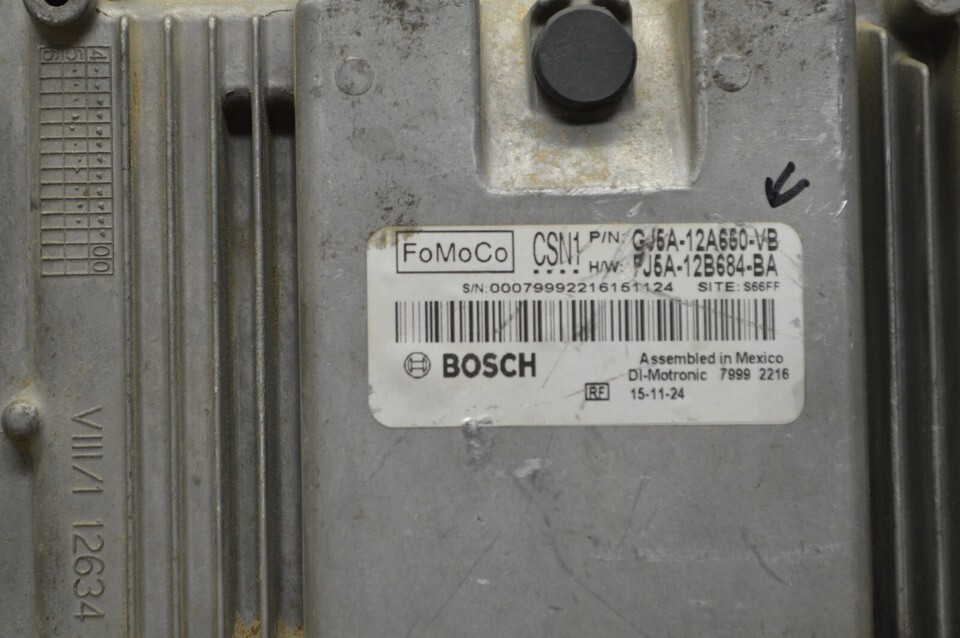 FoMoCo CSN1 P/N: GJ5A-12A650-VB
H/W: FJ5A-12B684-BA
S/N:00079992216151124 SITE: S66FF
BOSCH Assembled in Mexico
DI-Motronic 7999 2216
RF 15-11-24
VIII/1 12634